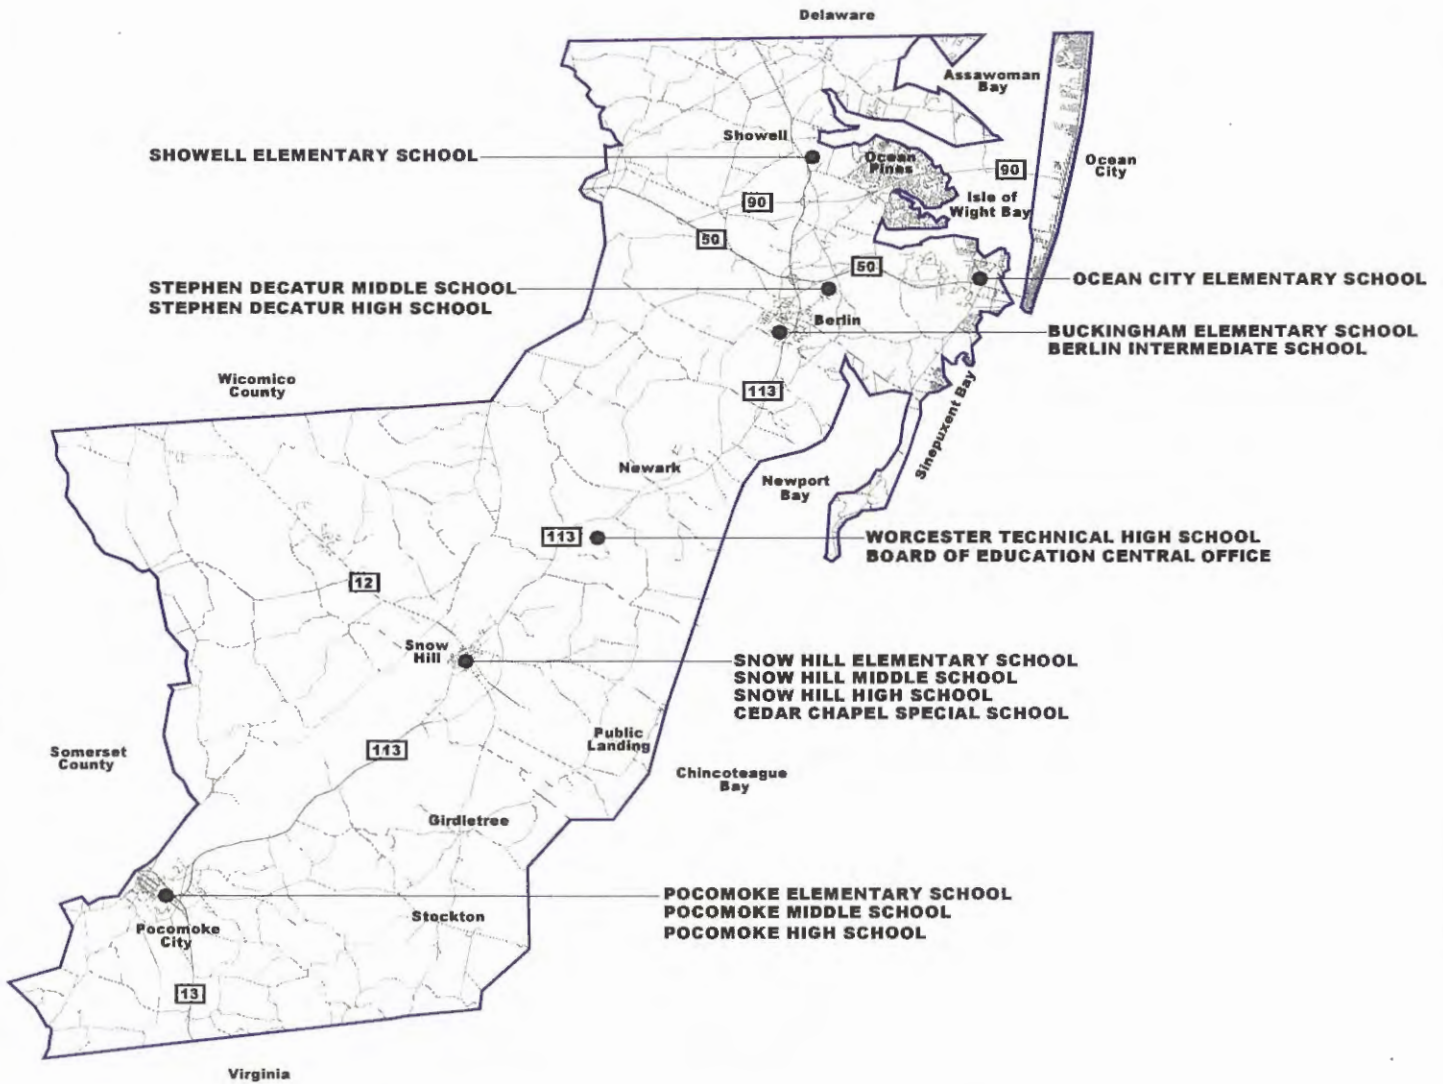 Delaware
Assawoman
Bay
Showell
SHOWELL ELEMENTARY SCHOOL
Ocean
Pines
90
Ocean
City
90
Isle of
Wight Bay
50
50
OCEAN CITY ELEMENTARY SCHOOL
STEPHEN DECATUR MIDDLE SCHOOL
STEPHEN DECATUR HIGH SCHOOL
Berlin
BUCKINGHAM ELEMENTARY SCHOOL
BERLIN INTERMEDIATE SCHOOL
Wicomico
County
113
Sinepuxent Bay
Newark
Newport
Bay
113
WORCESTER TECHNICAL HIGH SCHOOL
BOARD OF EDUCATION CENTRAL OFFICE
12
Snow
Hill
SNOW HILL ELEMENTARY SCHOOL
SNOW HILL MIDDLE SCHOOL
SNOW HILL HIGH SCHOOL
CEDAR CHAPEL SPECIAL SCHOOL
Public
Landing
113
Somerset
County
Chincoteague
Bay
Girdletree
POCOMOKE ELEMENTARY SCHOOL
POCOMOKE MIDDLE SCHOOL
POCOMOKE HIGH SCHOOL
Stockton
Pocomoke
City
13
Virginia